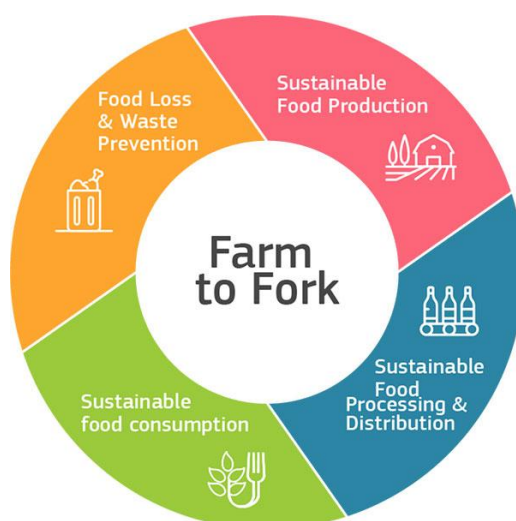 Farm
to Fork
Sustainable
Food Production
Sustainable
Food
Processing &
Distribution
Sustainable
food consumption
Food Loss
& Waste
Prevention